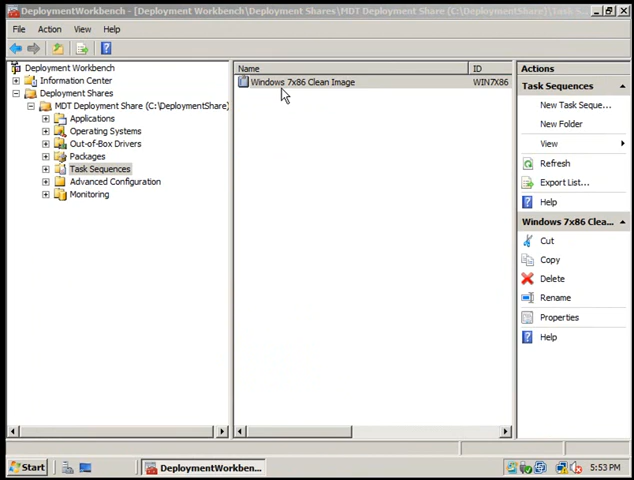 DeploymentWorkbench - [Deployment Workbench\Deployment Shares\MDT Deployment Share (C:\DeploymentShare)\Task S
File Action View Help
Deployment Workbench
Information Center
Deployment Shares
MDT Deployment Share (C:\DeploymentShare)
Applications
Operating Systems
Out-of-Box Drivers
Packages
Task Sequences
Advanced Configuration
Monitoring
Name ID
Windows 7x86 Clean Image WIN7X86
Actions
Task Sequences
New Task Seque...
New Folder
View
Refresh
Export List...
Help
Windows 7x86 Clea...
Cut
Copy
Delete
Rename
Properties
Help
Start DeploymentWorkben... 5:53 PM